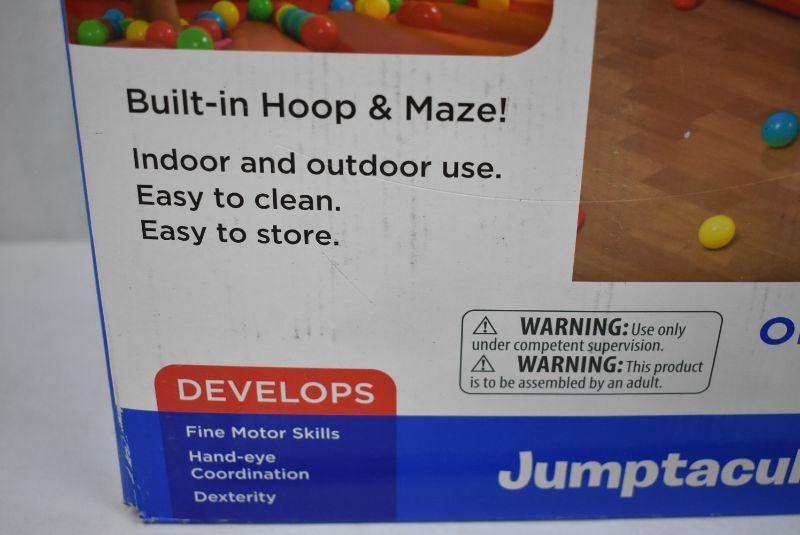 Built-in Hoop & Maze!
Indoor and outdoor use.
Easy to clean.
Easy to store.
⚠ WARNING: Use only
under competent supervision.
⚠ WARNING: This product
is to be assembled by an adult.
DEVELOPS
Fine Motor Skills
Hand-eye
Coordination
Dexterity